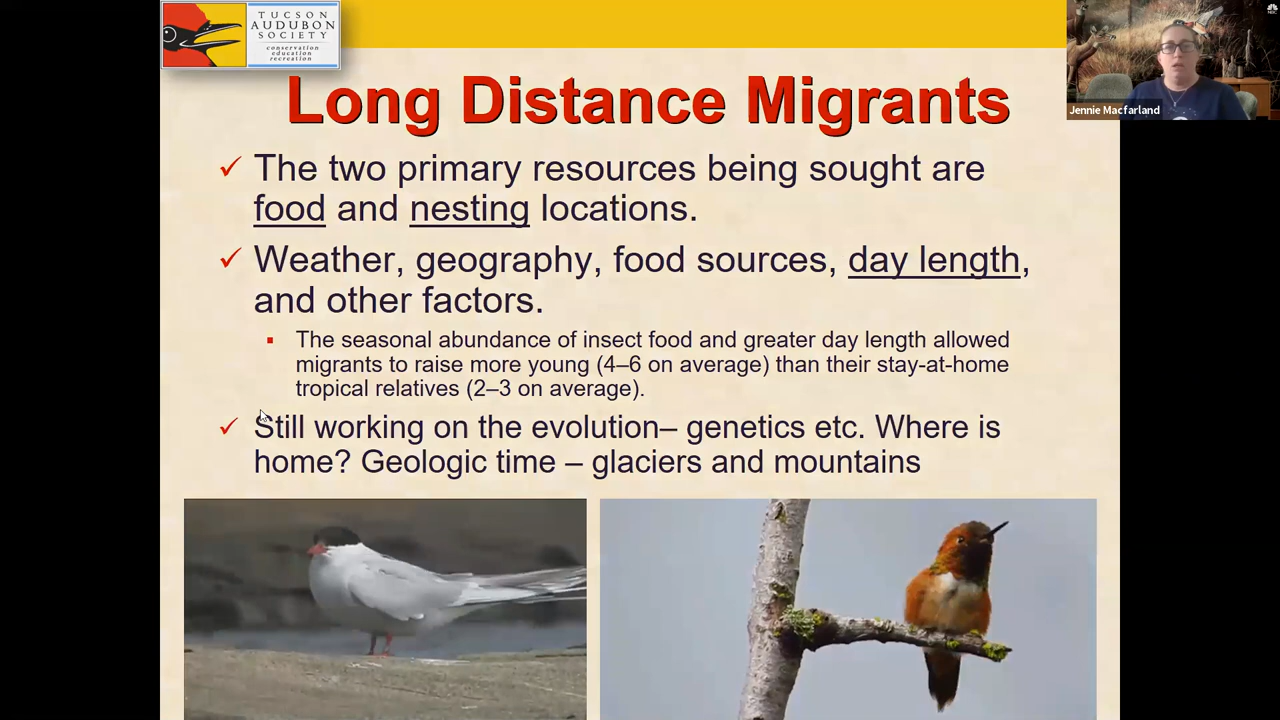 TUCSON
AUDUBON
SOCIETY
conservation
education
recreation
Jennie Macfarland
Long Distance Migrants
✓ The two primary resources being sought are
food and nesting locations.
✓ Weather, geography, food sources, day length,
and other factors.
▪ The seasonal abundance of insect food and greater day length allowed
migrants to raise more young (4–6 on average) than their stay-at-home
tropical relatives (2–3 on average).
✓ Still working on the evolution– genetics etc. Where is
home? Geologic time – glaciers and mountains